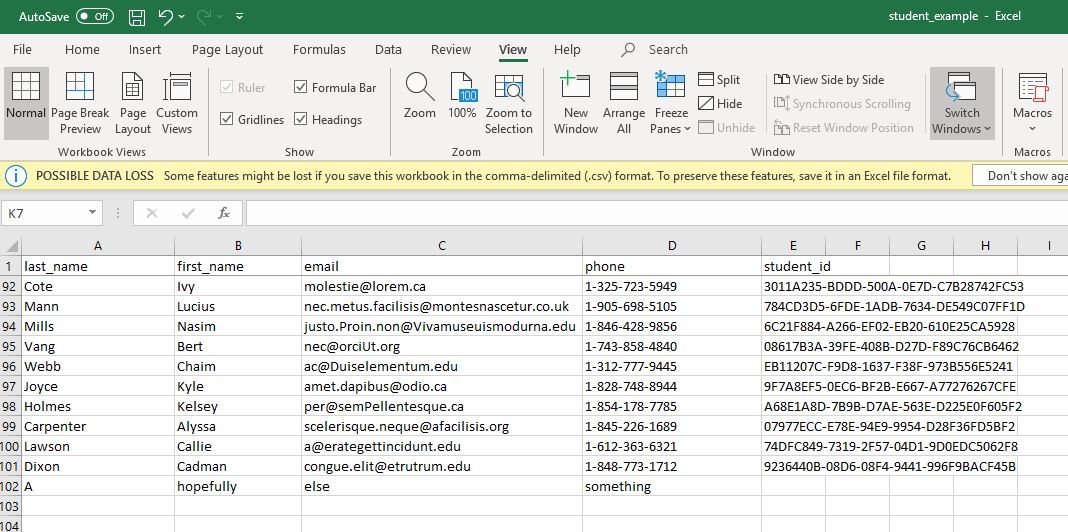 AutoSave Off student_example - Excel
File Home Insert Page Layout Formulas Data Review View Help Search
Normal Page Break Preview Page Layout Custom Views
Workbook Views
Ruler Formula Bar
Gridlines Headings
Show
Zoom 100 100% Zoom to Selection
Zoom
New Window Arrange All Freeze Panes
Split
Hide
Unhide
View Side by Side
Synchronous Scrolling
Reset Window Position
Switch Windows
Window
Macros
Macros
i POSSIBLE DATA LOSS Some features might be lost if you save this workbook in the comma-delimited (.csv) format. To preserve these features, save it in an Excel file format. Don't show aga
K7 fx
A B C D E F G H I
1 last_name first_name email phone student_id
92 Cote Ivy molestie@lorem.ca 1-325-723-5949 3011A235-BDDD-500A-0E7D-C7B28742FC53
93 Mann Lucius nec.metus.facilisis@montesnascetur.co.uk 1-905-698-5105 784CD3D5-6FDE-1ADB-7634-DE549C07FF1D
94 Mills Nasim justo.Proin.non@Vivamuseuismodurna.edu 1-846-428-9856 6C21F884-A266-EF02-EB20-610E25CA5928
95 Vang Bert nec@orciUt.org 1-743-858-4840 08617B3A-39FE-408B-D27D-F89C76CB6462
96 Webb Chaim ac@Duiselementum.edu 1-312-777-9445 EB11207C-F9D8-1637-F38F-973B556E5241
97 Joyce Kyle amet.dapibus@odio.ca 1-828-748-8944 9F7A8EF5-0EC6-BF2B-E667-A77276267CFE
98 Holmes Kelsey per@semPellentesque.ca 1-854-178-7785 A68E1A8D-7B9B-D7AE-563E-D225E0F605F2
99 Carpenter Alyssa scelerisque.neque@afacilisis.org 1-845-226-1689 07977ECC-E78E-94E9-9954-D28F36FD5BF2
100 Lawson Callie a@erategettincidunt.edu 1-612-363-6321 74DFC849-7319-2F57-04D1-9D0EDC5062F8
101 Dixon Cadman congue.elit@etrutrum.edu 1-848-773-1712 9236440B-08D6-08F4-9441-996F9BACF45B
102 A hopefully else something
103
104